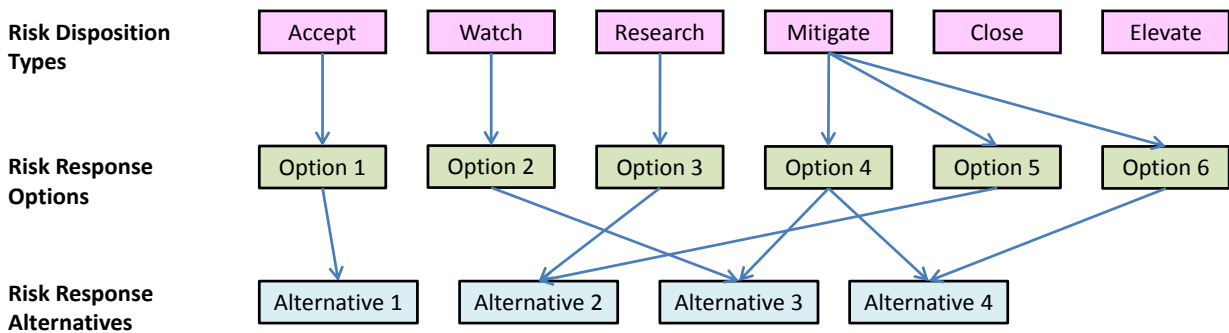 Risk Disposition
Types
Accept
Watch
Research
Mitigate
Close
Elevate
Risk Response
Options
Option 1
Option 2
Option 3
Option 4
Option 5
Option 6
Risk Response
Alternatives
Alternative 1
Alternative 2
Alternative 3
Alternative 4